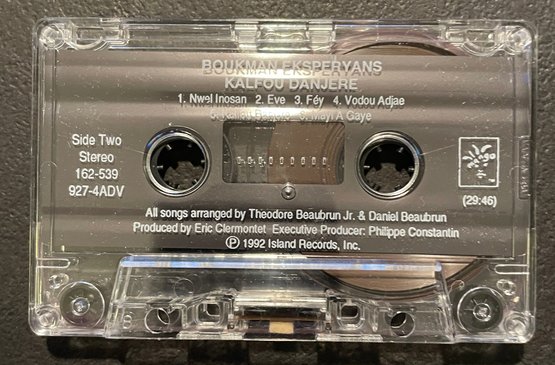 BOUKMAN EKSPERYANS
KALFOU DANJERE
1. Nwel Inosan 2. Eve 3. Féy 4. Vodou Adjae
Mayi A Gaye
Side Two
Stereo
162-539
927-4ADV
(29:46)
All songs arranged by Theodore Beaubrun Jr. & Daniel Beaubrun
Produced by Eric Clermontet Executive Producer: Philippe Constantin
℗ 1992 Island Records, Inc.